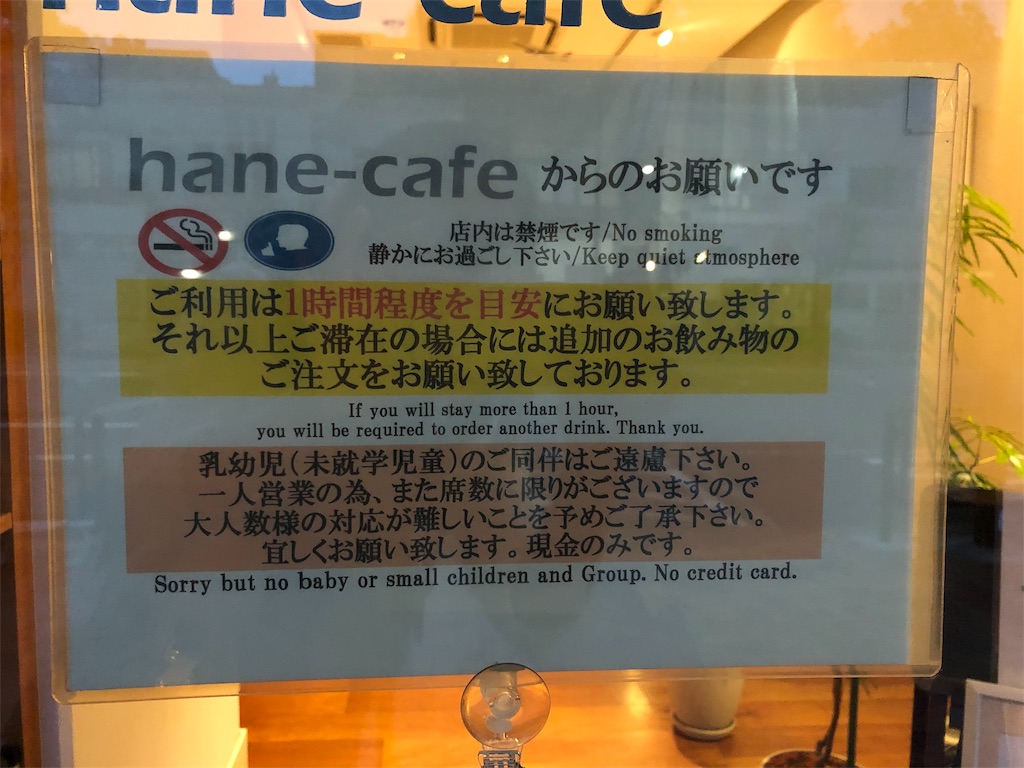 hane-cafe
hane-cafe からのお願いです
店内は禁煙です/No smoking
静かにお過ごし下さい/Keep quiet atmosphere
ご利用は1時間程度を目安にお願い致します。
それ以上ご滞在の場合には追加のお飲み物の
ご注文をお願い致しております。
If you will stay more than 1 hour,
you will be required to order another drink. Thank you.
乳幼児(未就学児童)のご同伴はご遠慮下さい。
一人営業の為、また席数に限りがございますので
大人数様の対応が難しいことを予めご了承下さい。
宜しくお願い致します。現金のみです。
Sorry but no baby or small children and Group. No credit card.